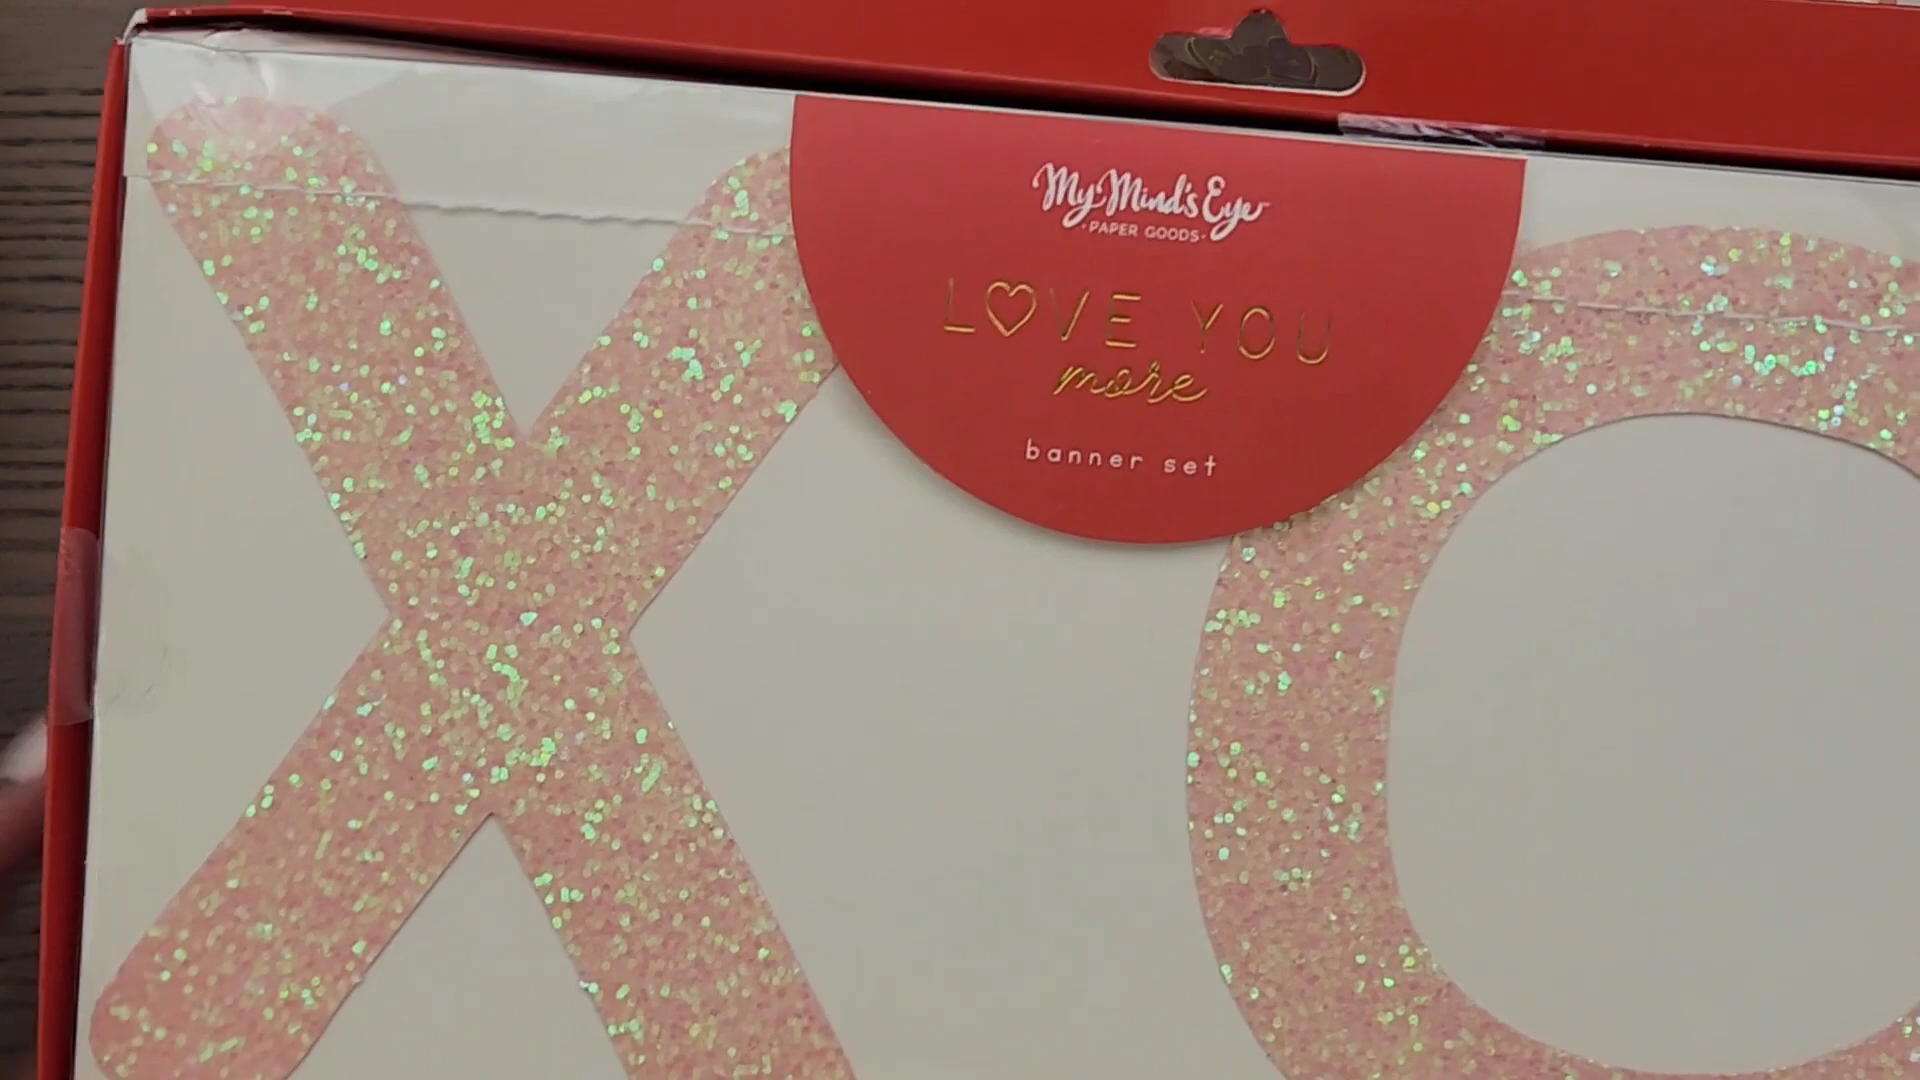 My Mind's Eye
PAPER GOODS
LOVE YOU
more
banner set
XO